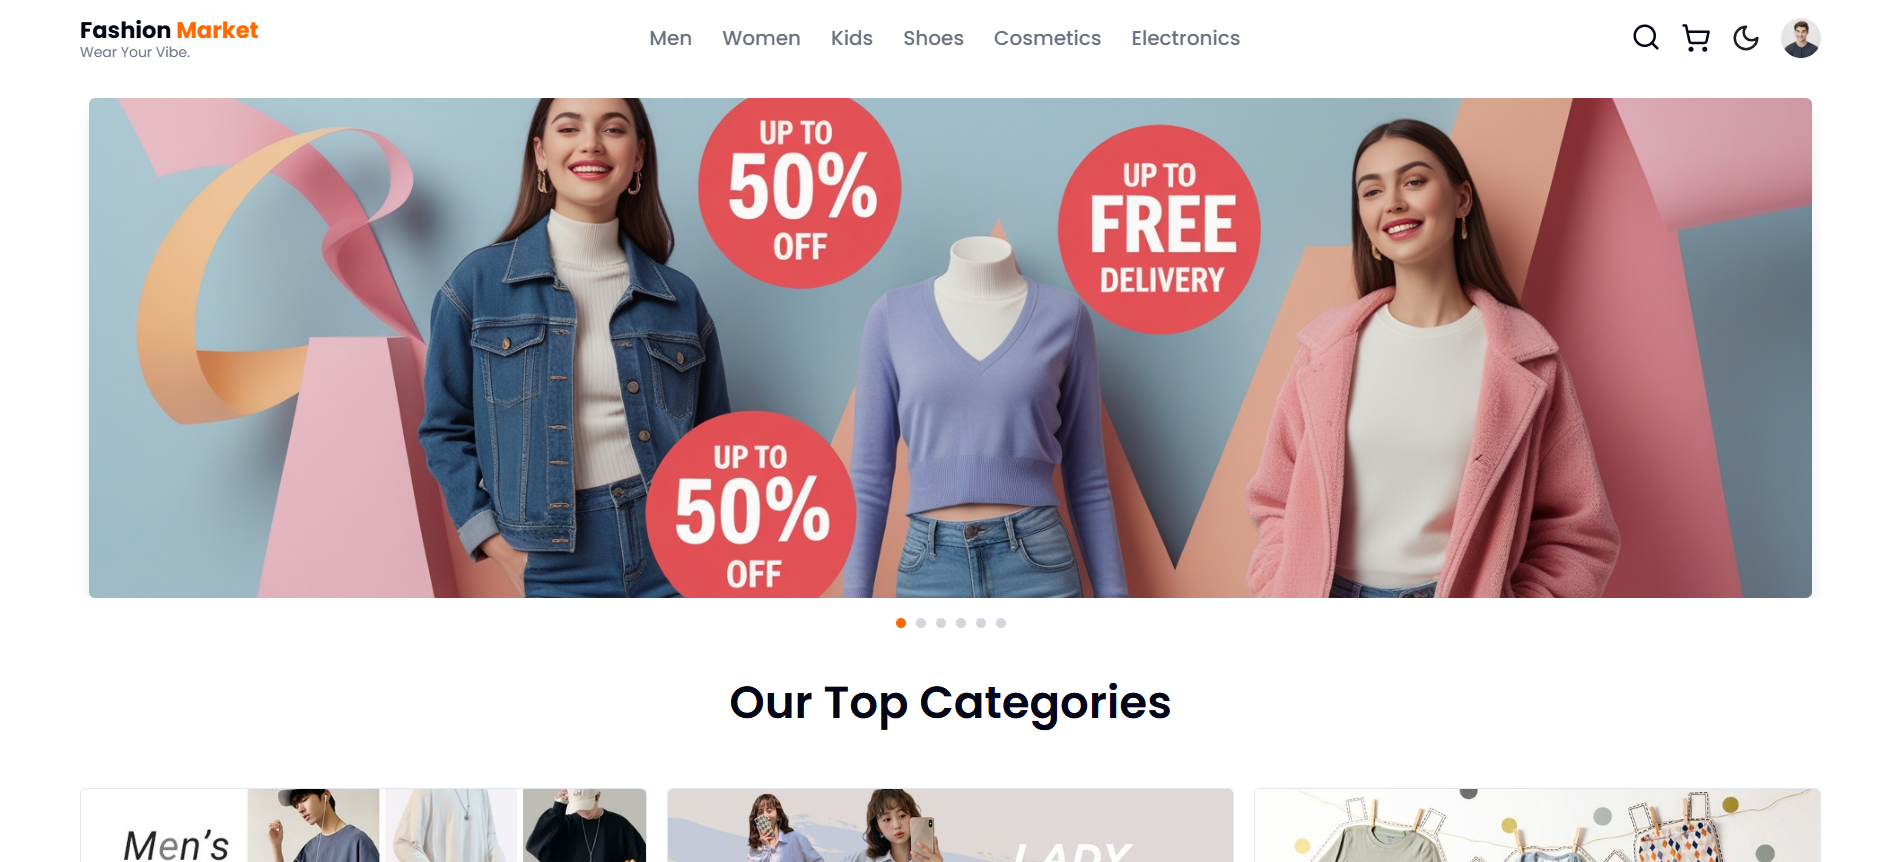 Fashion Market
Wear Your Vibe.
Men
Women
Kids
Shoes
Cosmetics
Electronics
UP TO
50%
OFF
UP TO
FREE
DELIVERY
UP TO
50%
OFF
Our Top Categories
Men's
LADY